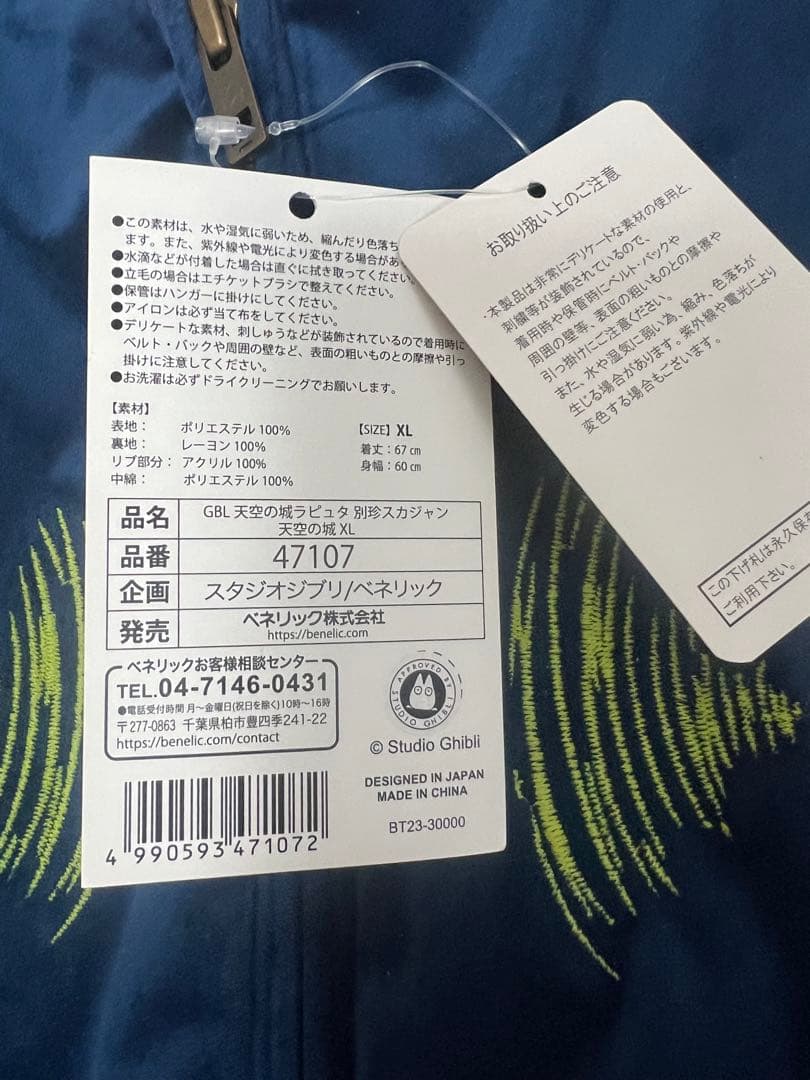 ●この素材は、水や湿気に弱いため、縮んだり色落ち
ます。また、紫外線や電光により変色する場合があ
●水滴などが付着した場合は直ぐに拭き取ってください。
●立毛の場合はエチケットブラシで整えてください。
●保管はハンガーに掛けにしてください。
●アイロンは必ず当て布をしてください。
●デリケートな素材、刺しゅうなどが装飾されているので着用時に
ベルト・バックや周囲の壁など、表面の粗いものとの摩擦や引っ
掛けに注意してください。
●お洗濯は必ずドライクリーニングでお願いします。
【素材】
表地： ポリエステル 100%
裏地： レーヨン 100%
リブ部分： アクリル 100%
中綿： ポリエステル 100%
【SIZE】XL
着丈：67 ㎝
身幅：60 ㎝
品名 GBL 天空の城ラピュタ 別珍スカジャン
天空の城 XL
品番 47107
企画 スタジオジブリ/ベネリック
発売 ベネリック株式会社
https://benelic.com
ベネリックお客様相談センター
TEL.04-7146-0431
●電話受付時間 月〜金曜日(祝日を除く)10時〜16時
〒277-0863 千葉県柏市豊四季241-22
https://benelic.com/contact
APPROVED BY
STUDIO GHIBLI
© Studio Ghibli
DESIGNED IN JAPAN
MADE IN CHINA
BT23-30000
4 990593 471072
お取り扱い上のご注意
・本製品は非常にデリケートな素材の使用と、
刺繍等が装飾されているので、
着用時や保管時にベルト・バックや
周囲の壁等、表面の粗いものとの摩擦や
引っ掛けにご注意ください。
また、水や湿気に弱い為、縮み、色落ちが
生じる場合があります。紫外線や電光により
変色する場合もございます。
この下げ札は永久保存
ご利用下さい。